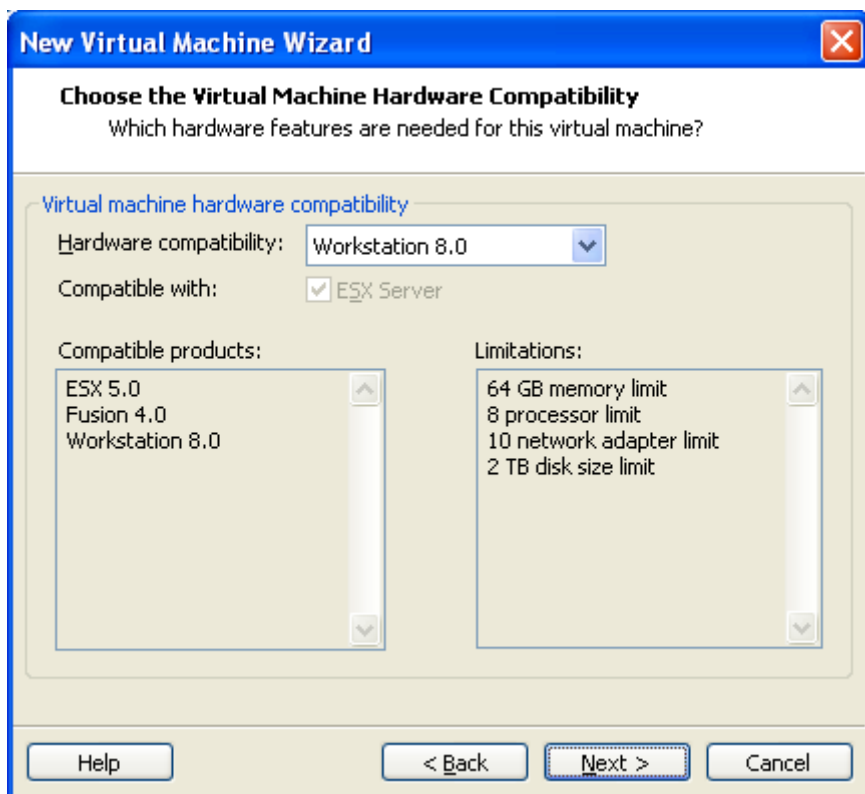 New Virtual Machine Wizard
Choose the Virtual Machine Hardware Compatibility
Which hardware features are needed for this virtual machine?
Virtual machine hardware compatibility
Hardware compatibility: Workstation 8.0
Compatible with: ESX Server
Compatible products:
ESX 5.0
Fusion 4.0
Workstation 8.0
Limitations:
64 GB memory limit
8 processor limit
10 network adapter limit
2 TB disk size limit
Help < Back Next > Cancel